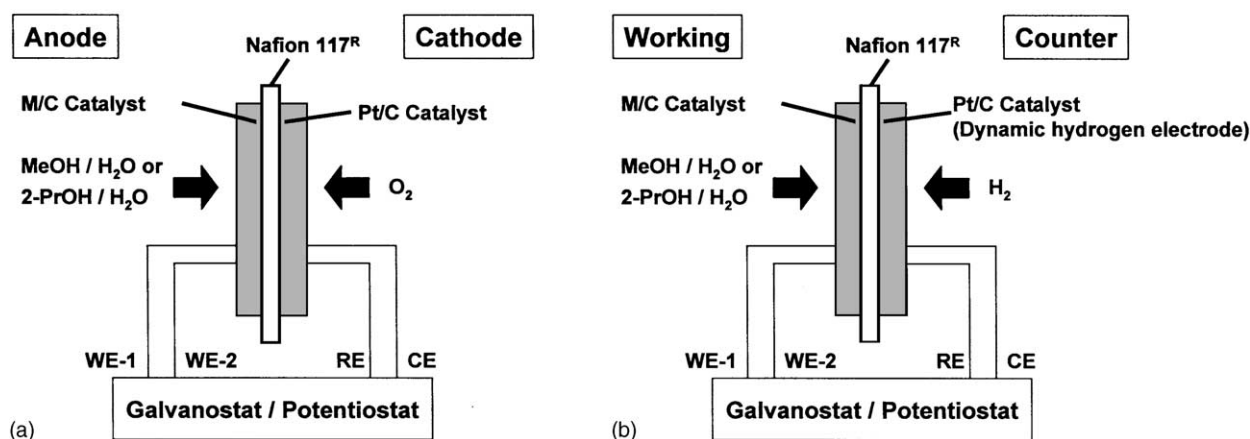 Anode
Nafion 117ᴿ
Cathode
M/C Catalyst
Pt/C Catalyst
MeOH / H₂O or
2-PrOH / H₂O
O₂
WE-1
WE-2
RE
CE
Galvanostat / Potentiostat
(a)
Working
Nafion 117ᴿ
Counter
M/C Catalyst
Pt/C Catalyst
(Dynamic hydrogen electrode)
MeOH / H₂O or
2-PrOH / H₂O
H₂
WE-1
WE-2
RE
CE
Galvanostat / Potentiostat
(b)